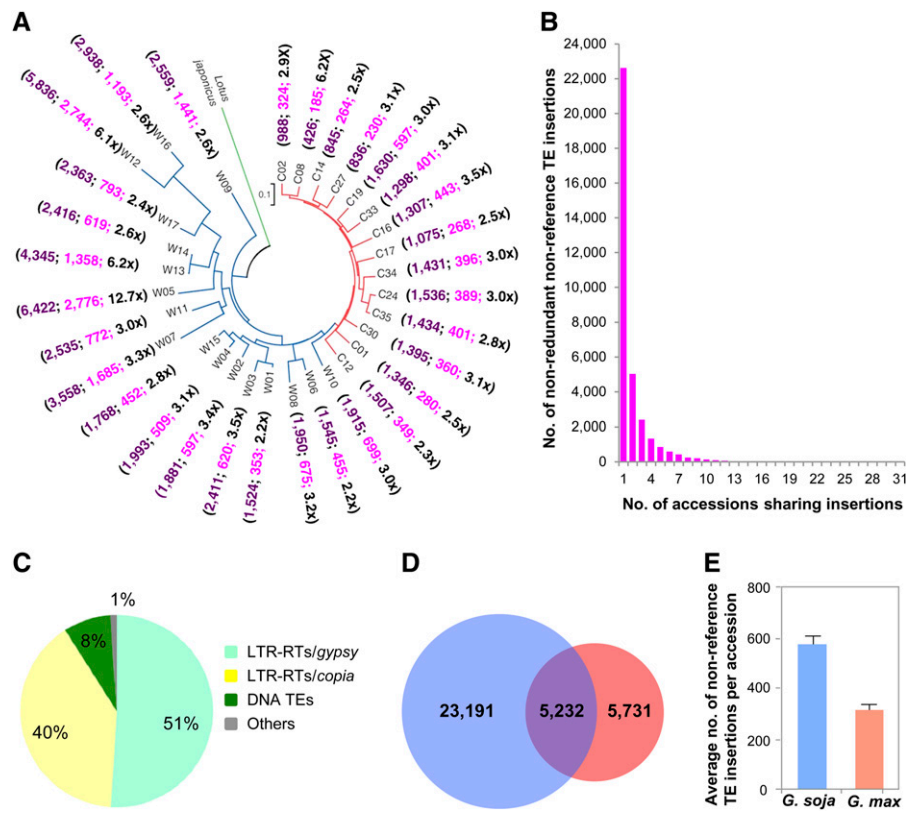 A
Lotus
japonicus
0.1
C02 (988; 324; 2.9X)
C08 (426; 185; 6.2X)
C14 (845; 264; 2.5x)
C27 (836; 230; 3.1x)
C19 (1,630; 597; 3.0x)
C33 (1,298; 401; 3.1x)
C16 (1,307; 443; 3.5x)
C17 (1,075; 268; 2.5x)
C34 (1,431; 396; 3.0x)
C24 (1,536; 389; 3.0x)
C35 (1,434; 401; 2.8x)
C30 (1,395; 360; 3.1x)
C01 (1,346; 280; 2.5x)
C12 (1,507; 349; 2.3x)
W10 (1,915; 699; 3.0x)
W06 (1,545; 455; 2.2x)
W08 (1,950; 675; 3.2x)
W01 (1,524; 353; 2.2x)
W03 (2,411; 620; 3.5x)
W02 (1,881; 597; 3.4x)
W04 (1,993; 509; 3.1x)
W15 (1,768; 452; 2.8x)
(3,558; 1,685; 3.3x) W07
(2,535; 772; 3.0x) W11
(6,422; 2,776; 12.7x) W05
(4,345; 1,358; 6.2x) W13
(2,416; 619; 2.6x) W14
(2,363; 793; 2.4x) W17
(5,836; 2,744; 6.1x) W12
(2,938; 1,193; 2.6x) W16
(2,559; 1,441; 2.6x) W09
B
No. of non-redundant non-reference TE insertions
24,000
22,000
20,000
18,000
16,000
14,000
12,000
10,000
8,000
6,000
4,000
2,000
0
1 4 7 10 13 16 19 22 25 28 31
No. of accessions sharing insertions
C
1%
8%
40%
51%
LTR-RTs/gypsy
LTR-RTs/copia
DNA TEs
Others
D
23,191
5,232
5,731
E
Average no. of non-reference
TE insertions per accession
800
600
400
200
0
G. soja
G. max